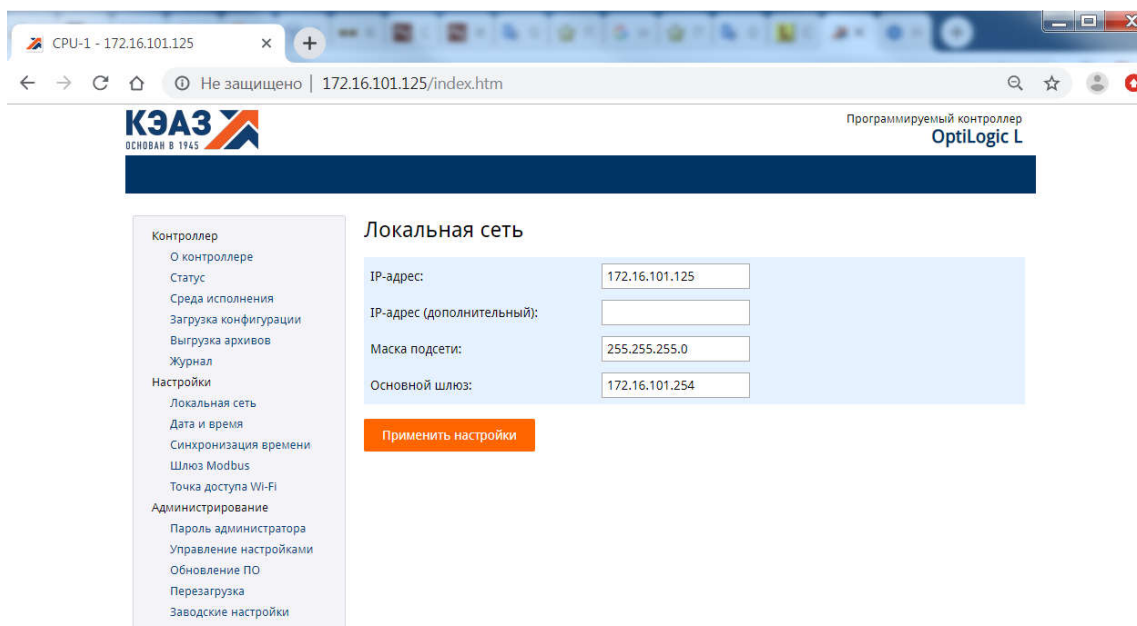 CPU-1 - 172.16.101.125
Не защищено | 172.16.101.125/index.htm
КЭАЗ
ОСНОВАН В 1945
Программируемый контроллер
OptiLogic L
Контроллер
О контроллере
Статус
Среда исполнения
Загрузка конфигурации
Выгрузка архивов
Журнал
Настройки
Локальная сеть
Дата и время
Синхронизация времени
Шлюз Modbus
Точка доступа Wi-Fi
Администрирование
Пароль администратора
Управление настройками
Обновление ПО
Перезагрузка
Заводские настройки
Локальная сеть
IP-адрес: 172.16.101.125
IP-адрес (дополнительный):
Маска подсети: 255.255.255.0
Основной шлюз: 172.16.101.254
Применить настройки